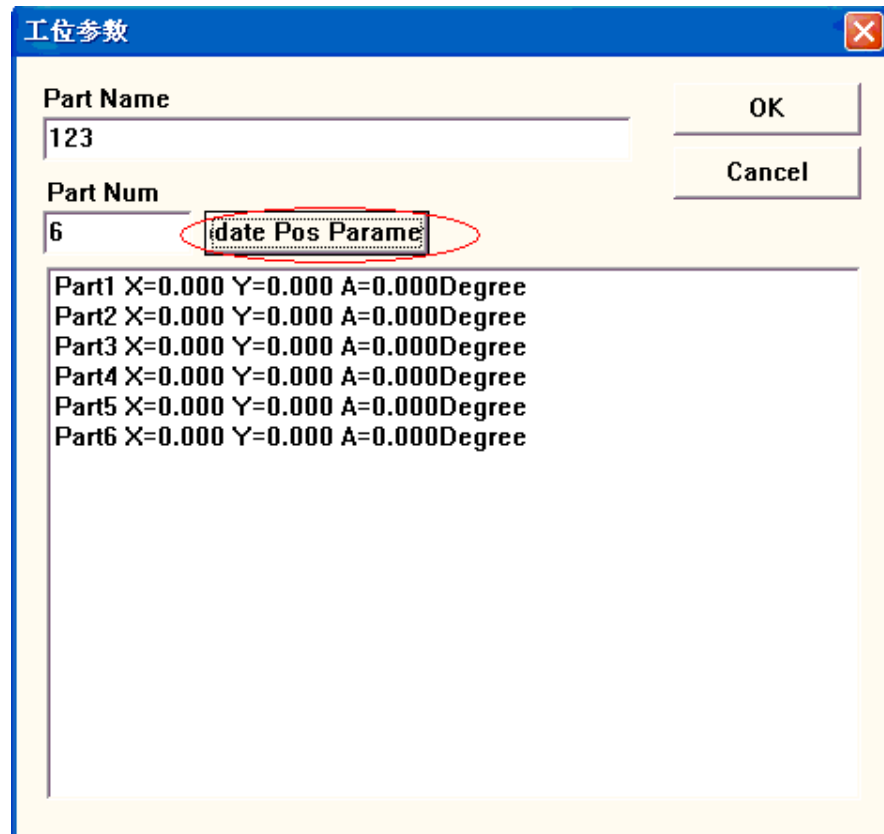 工位参数
Part Name
OK
123
Cancel
Part Num
6
date Pos Parame
Part1 X=0.000 Y=0.000 A=0.000Degree
Part2 X=0.000 Y=0.000 A=0.000Degree
Part3 X=0.000 Y=0.000 A=0.000Degree
Part4 X=0.000 Y=0.000 A=0.000Degree
Part5 X=0.000 Y=0.000 A=0.000Degree
Part6 X=0.000 Y=0.000 A=0.000Degree